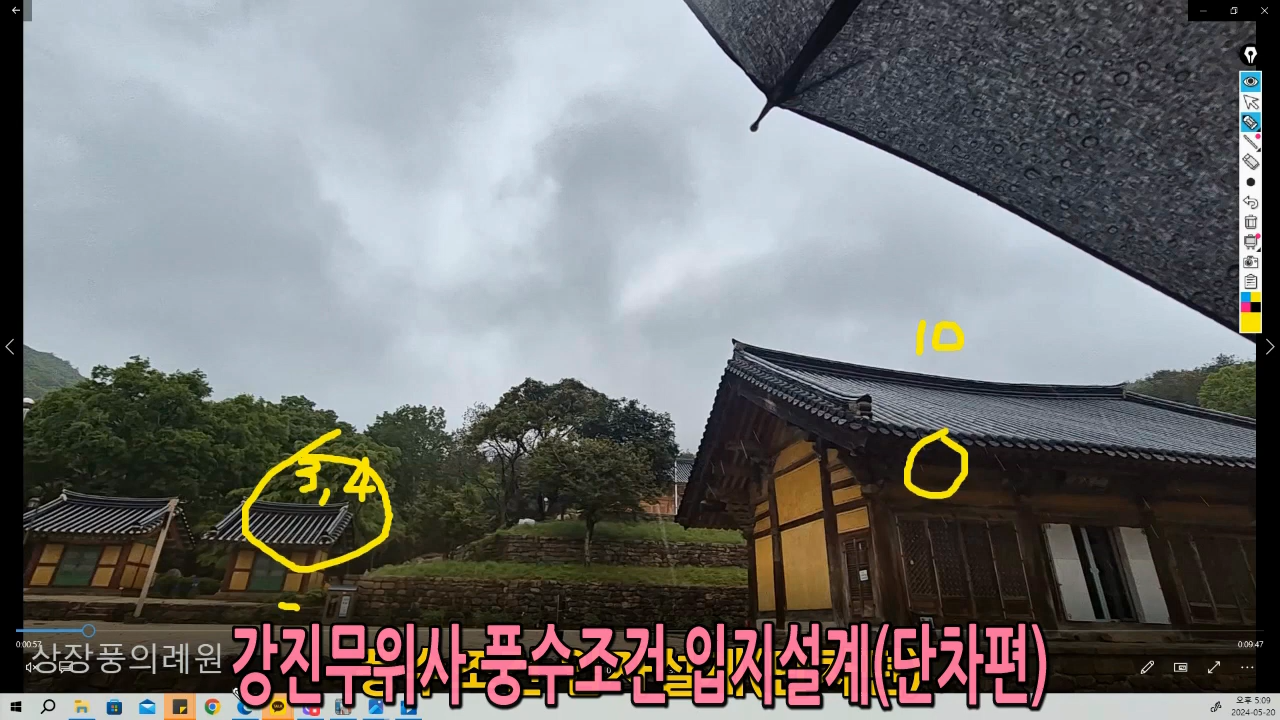 10
3,4
0:00:57
0:09:47
상장풍의례원
강진무위사 풍수조건 입지설계(단차편)
오후 5:09
2024-05-20